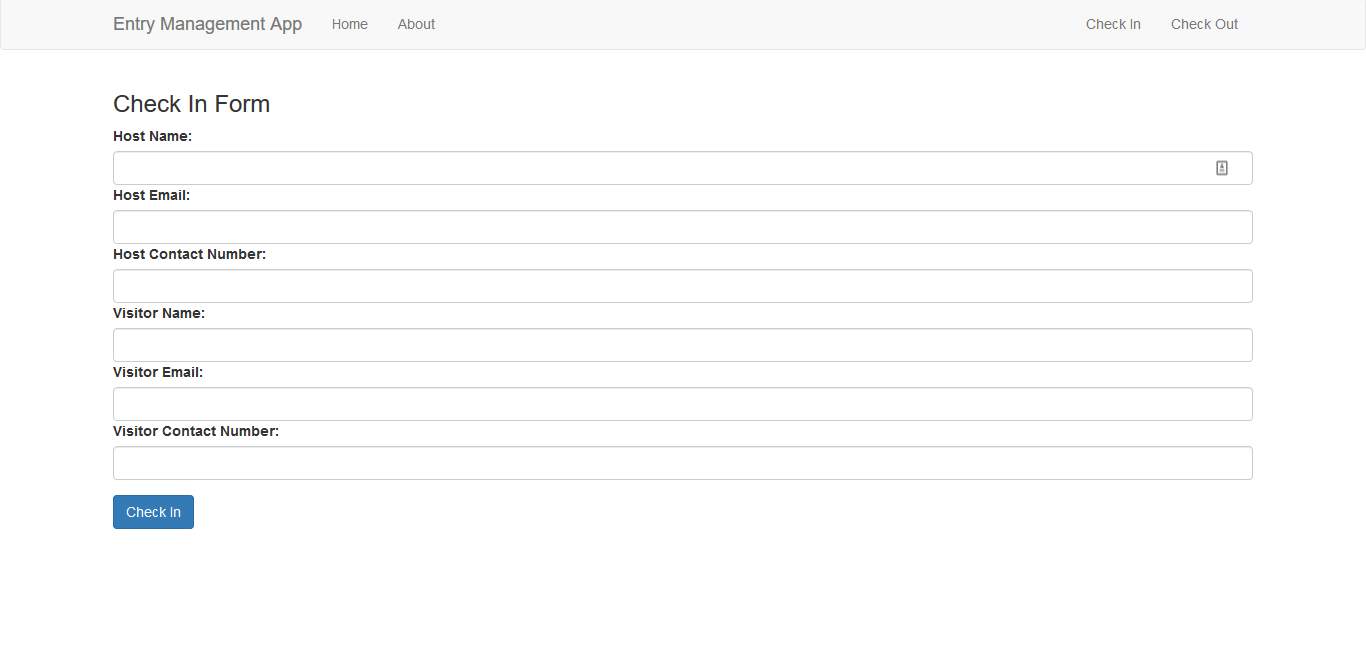 Entry Management App Home About Check In Check Out
Check In Form
Host Name:
Host Email:
Host Contact Number:
Visitor Name:
Visitor Email:
Visitor Contact Number:
Check In